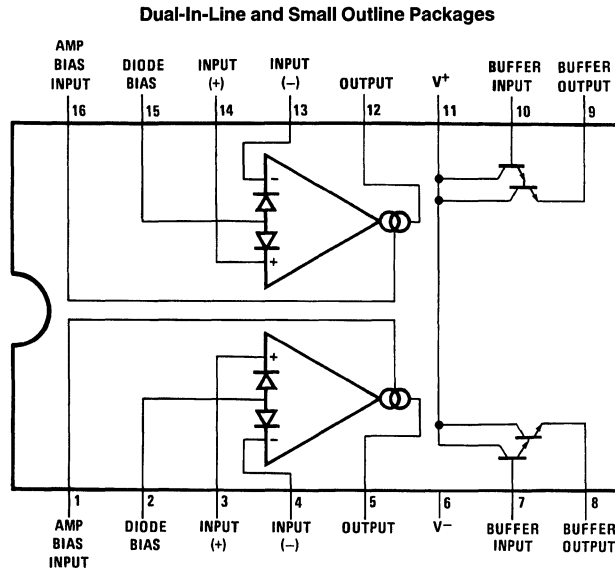 Dual-In-Line and Small Outline Packages
AMP
BIAS
INPUT
DIODE
BIAS
INPUT
(+)
INPUT
(−)
OUTPUT
V+
BUFFER
INPUT
BUFFER
OUTPUT
16
15
14
13
12
11
10
9
−
+
+
−
1
2
3
4
5
6
7
8
AMP
BIAS
INPUT
DIODE
BIAS
INPUT
(+)
INPUT
(−)
OUTPUT
V−
BUFFER
INPUT
BUFFER
OUTPUT